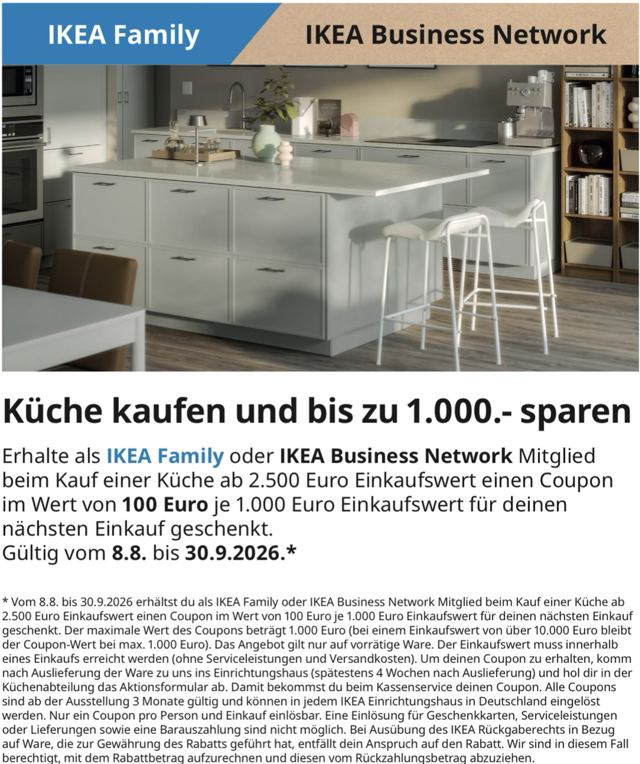 IKEA Family
IKEA Business Network
Küche kaufen und bis zu 1.000.- sparen
Erhalte als IKEA Family oder IKEA Business Network Mitglied
beim Kauf einer Küche ab 2.500 Euro Einkaufswert einen Coupon
im Wert von 100 Euro je 1.000 Euro Einkaufswert für deinen
nächsten Einkauf geschenkt.
Gültig vom 8.8. bis 30.9.2026.*
* Vom 8.8. bis 30.9.2026 erhältst du als IKEA Family oder IKEA Business Network Mitglied beim Kauf einer Küche ab
2.500 Euro Einkaufswert einen Coupon im Wert von 100 Euro je 1.000 Euro Einkaufswert für deinen nächsten Einkauf
geschenkt. Der maximale Wert des Coupons beträgt 1.000 Euro (bei einem Einkaufswert von über 10.000 Euro bleibt
der Coupon-Wert bei max. 1.000 Euro). Das Angebot gilt nur auf vorrätige Ware. Der Einkaufswert muss innerhalb
eines Einkaufs erreicht werden (ohne Serviceleistungen und Versandkosten). Um deinen Coupon zu erhalten, komm
nach Auslieferung der Ware zu uns ins Einrichtungshaus (spätestens 4 Wochen nach Auslieferung) und hol dir in der
Küchenabteilung das Aktionsformular ab. Damit bekommst du beim Kassenservice deinen Coupon. Alle Coupons
sind ab der Ausstellung 3 Monate gültig und können in jedem IKEA Einrichtungshaus in Deutschland eingelöst
werden. Nur ein Coupon pro Person und Einkauf einlösbar. Eine Einlösung für Geschenkkarten, Serviceleistungen
oder Lieferungen sowie eine Barauszahlung sind nicht möglich. Bei Ausübung des IKEA Rückgaberechts in Bezug
auf Ware, die zur Gewährung des Rabatts geführt hat, entfällt dein Anspruch auf den Rabatt. Wir sind in diesem Fall
berechtigt, mit dem Rabattbetrag aufzurechnen und diesen vom Rückzahlungsbetrag abzuziehen.